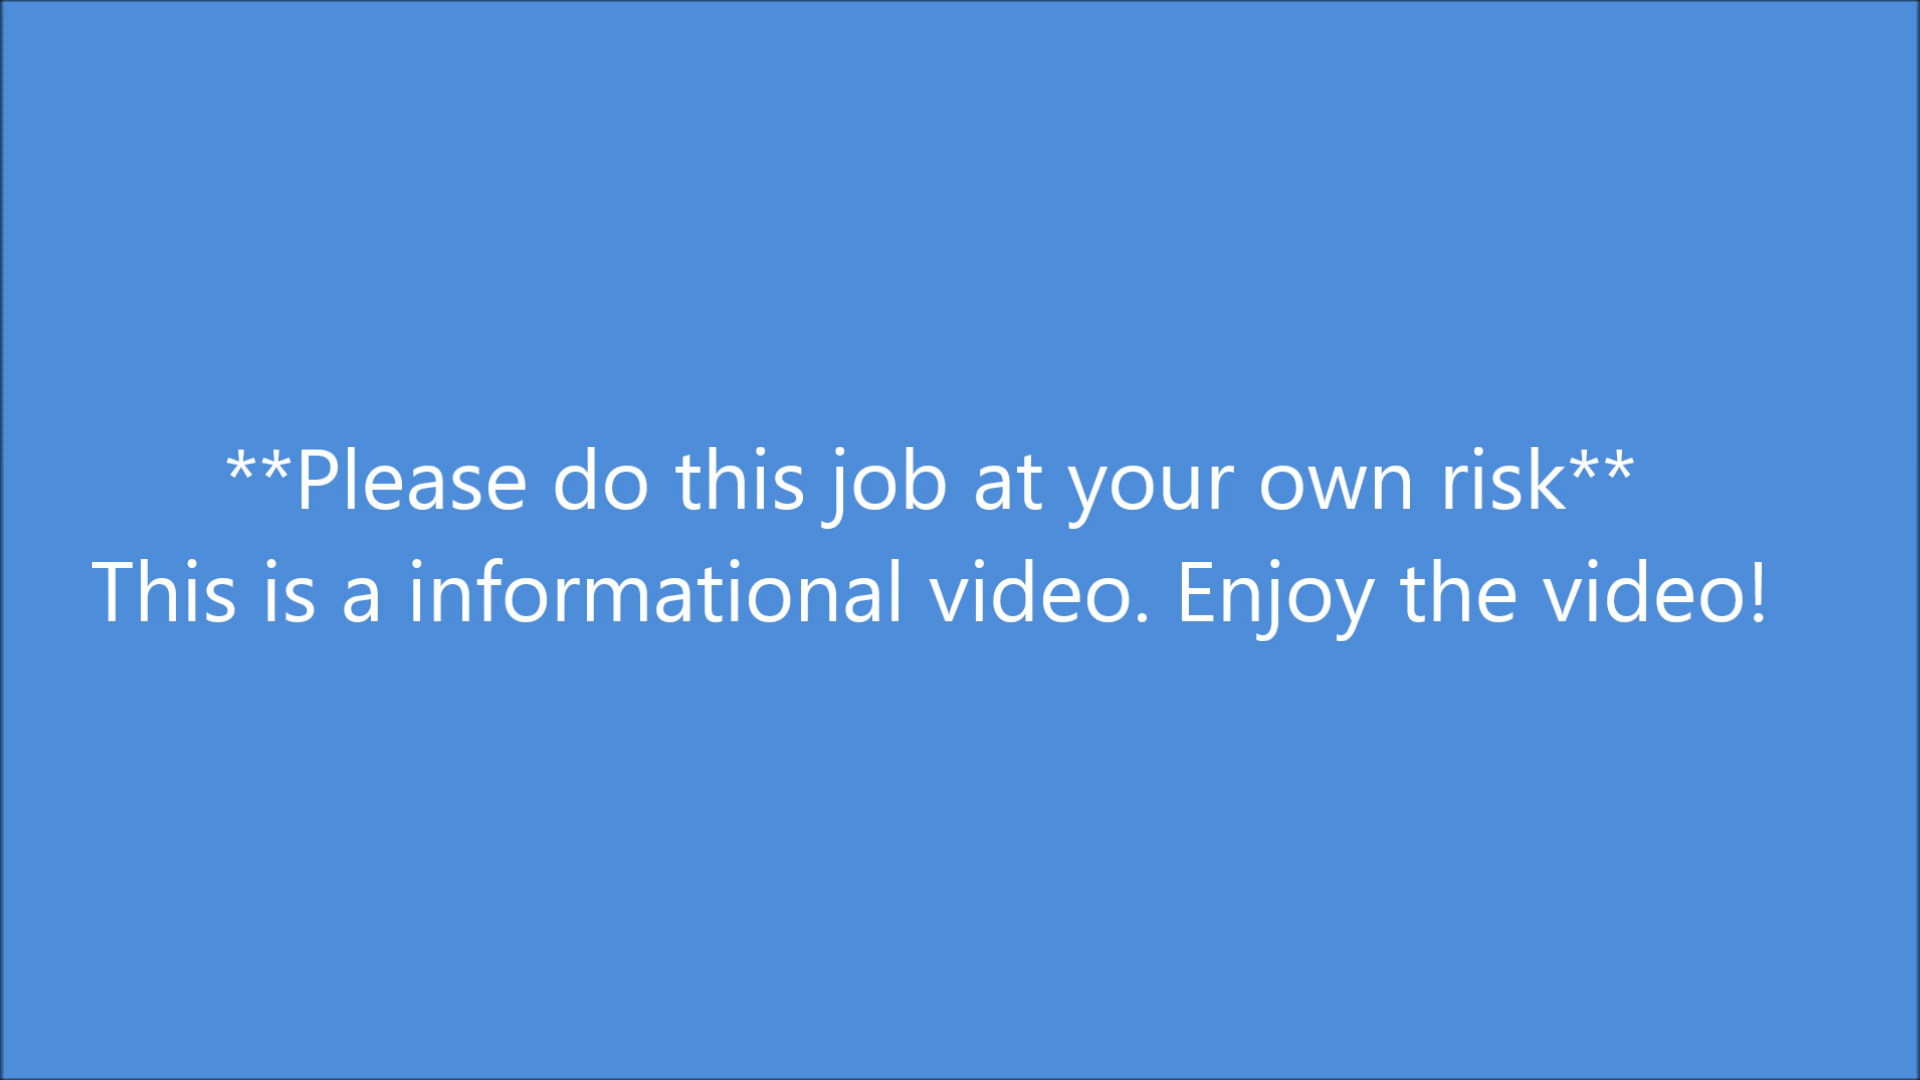 **Please do this job at your own risk**
This is a informational video. Enjoy the video!